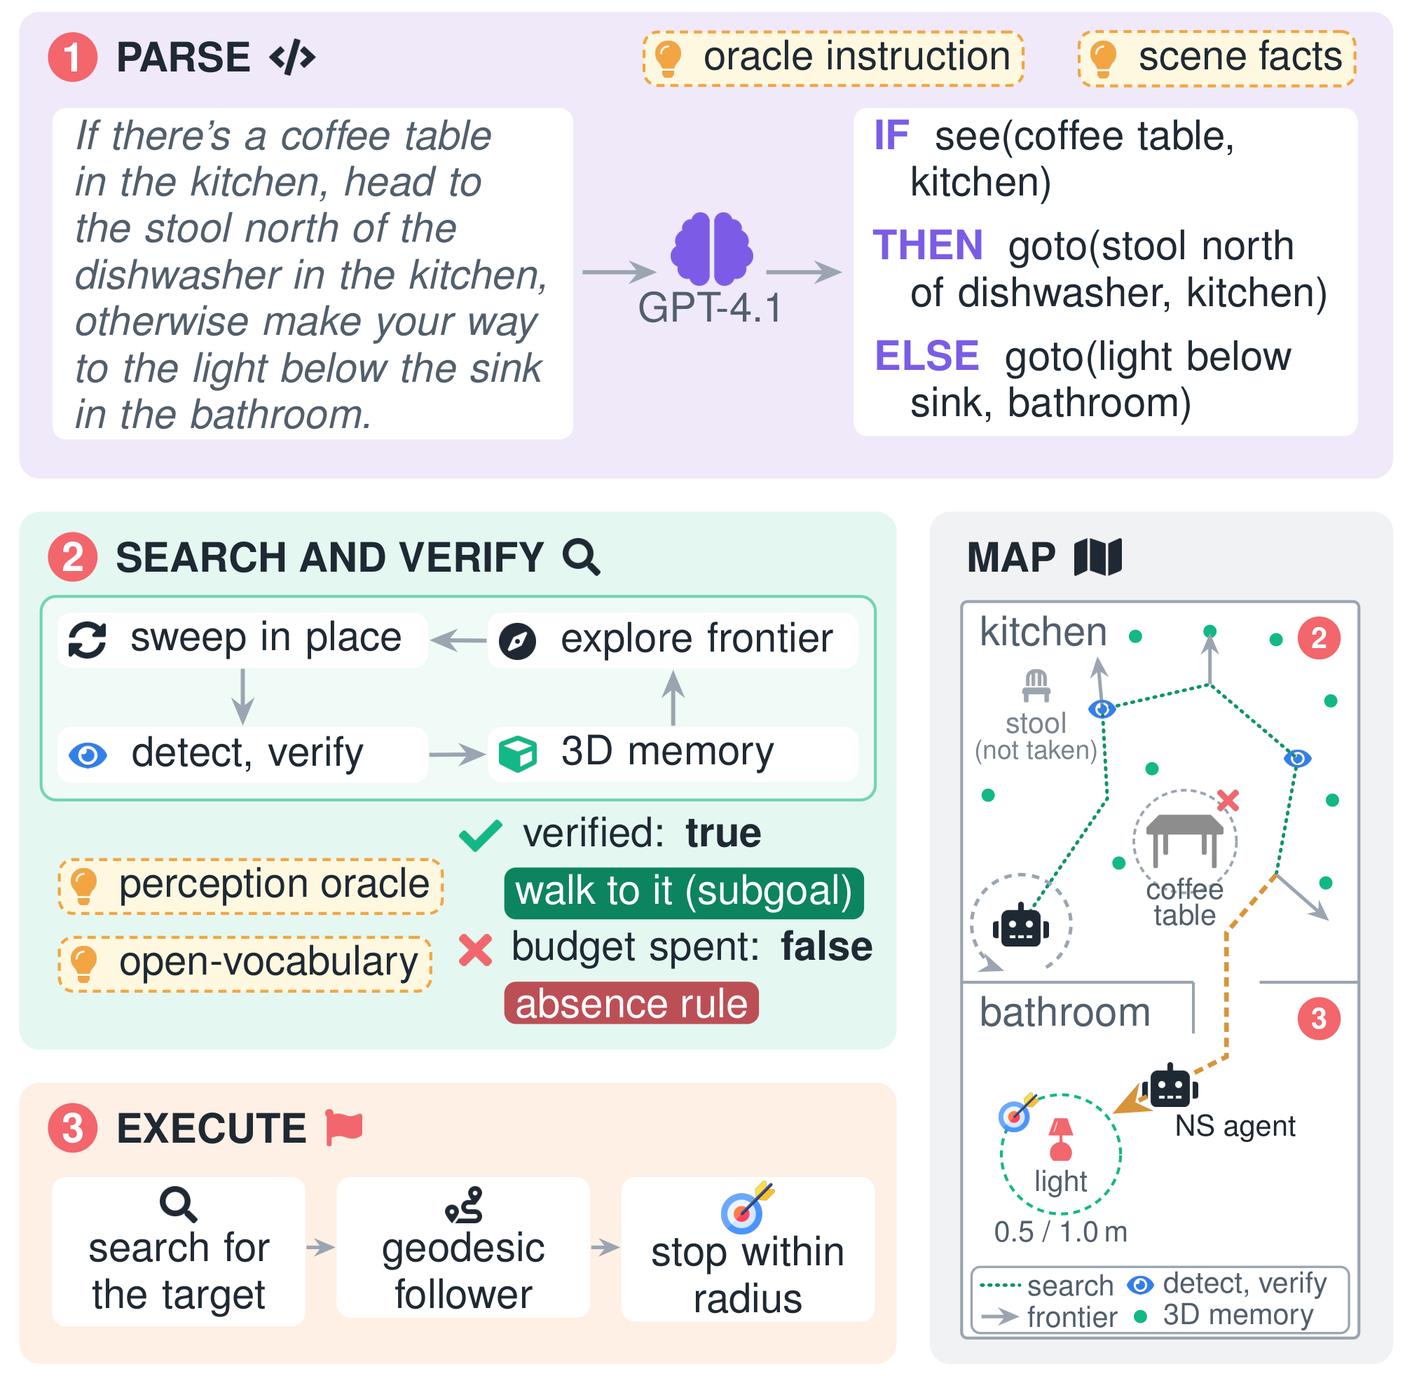 1 PARSE
oracle instruction
scene facts
If there's a coffee table
in the kitchen, head to
the stool north of the
dishwasher in the kitchen,
otherwise make your way
to the light below the sink
in the bathroom.
GPT-4.1
IF see(coffee table,
kitchen)
THEN goto(stool north
of dishwasher, kitchen)
ELSE goto(light below
sink, bathroom)
2 SEARCH AND VERIFY
sweep in place
explore frontier
detect, verify
3D memory
perception oracle
open-vocabulary
verified: true
walk to it (subgoal)
budget spent: false
absence rule
3 EXECUTE
search for
the target
geodesic
follower
stop within
radius
MAP
kitchen
2
stool
(not taken)
coffee
table
bathroom
3
NS agent
light
0.5 / 1.0 m
search
detect, verify
frontier
3D memory